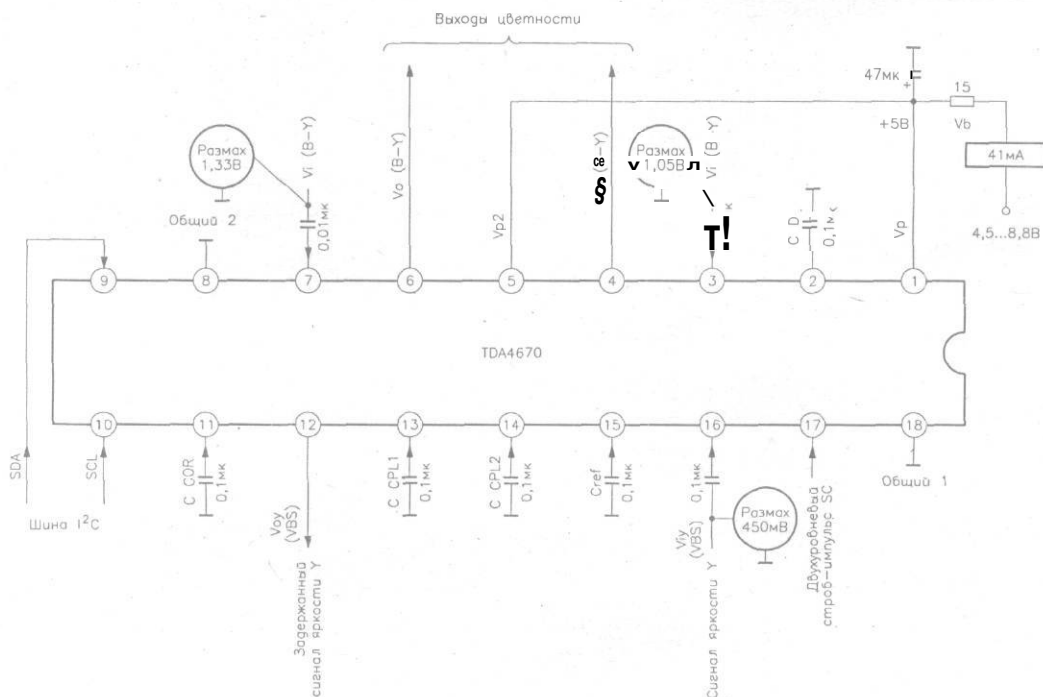 Выходы цветности
47мк
+
15
+5В
Vb
41мА
4,5...8,8В
Размах
1,33В
Vi (B-Y)
0,01мк
Общий 2
Vo (B-Y)
Vp2
-Y)
Размах
1,05В
Vi (B-Y)
C D
0,1мк
Vp
9
8
7
6
5
4
3
2
1
TDA4670
10
11
12
13
14
15
16
17
18
SDA
SCL
Шина I²C
C COR
0,1мк
Voy
(VBS)
Задержанный
сигнал яркости Y
C CPL1
0,1мк
C CPL2
0,1мк
Cref
0,1мк
0,1мк
Viy
(VBS)
Сигнал яркости Y
Размах
450мВ
Двухуровневый
строб-импульс SC
Общий 1